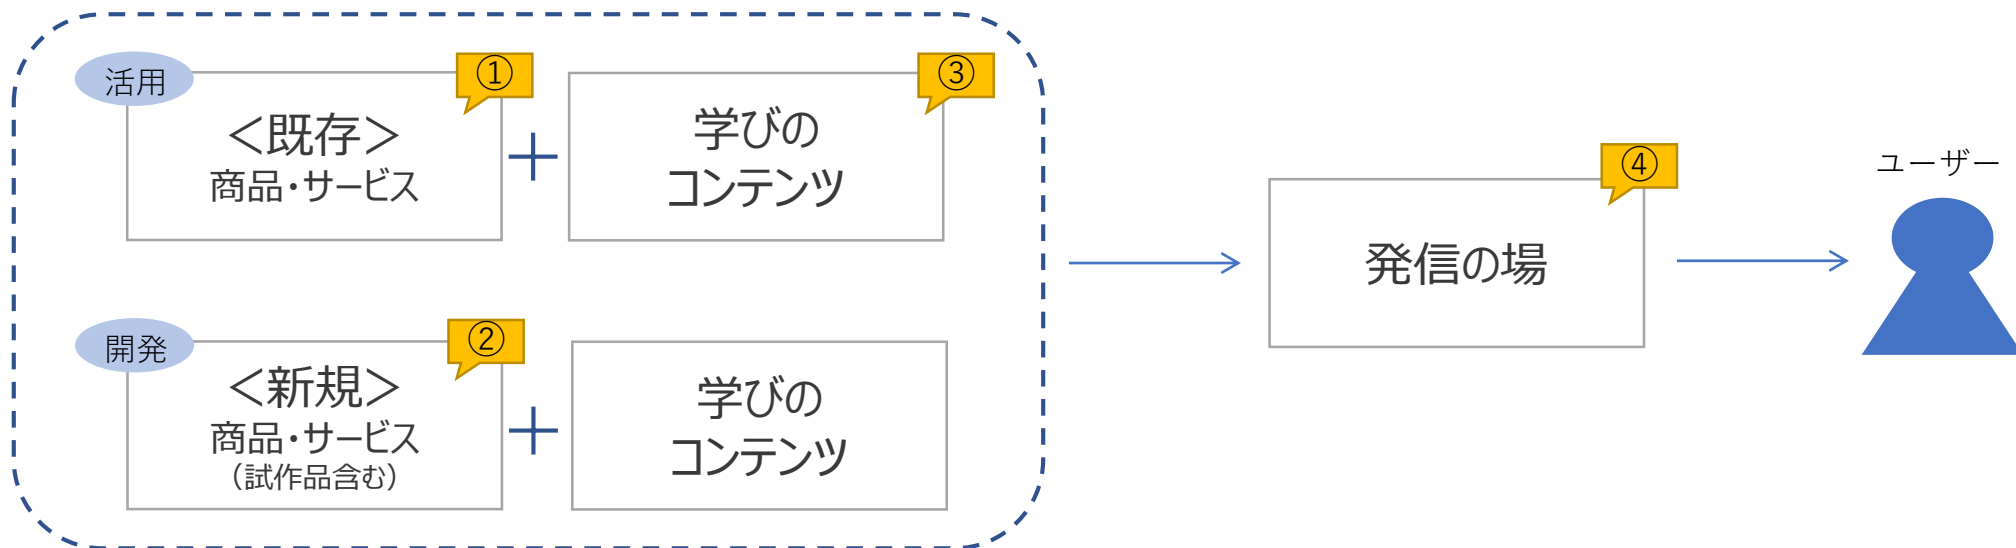 活用
①
<既存>
商品・サービス
③
学びの
コンテンツ
開発
②
<新規>
商品・サービス
(試作品含む)
学びの
コンテンツ
④
発信の場
ユーザー